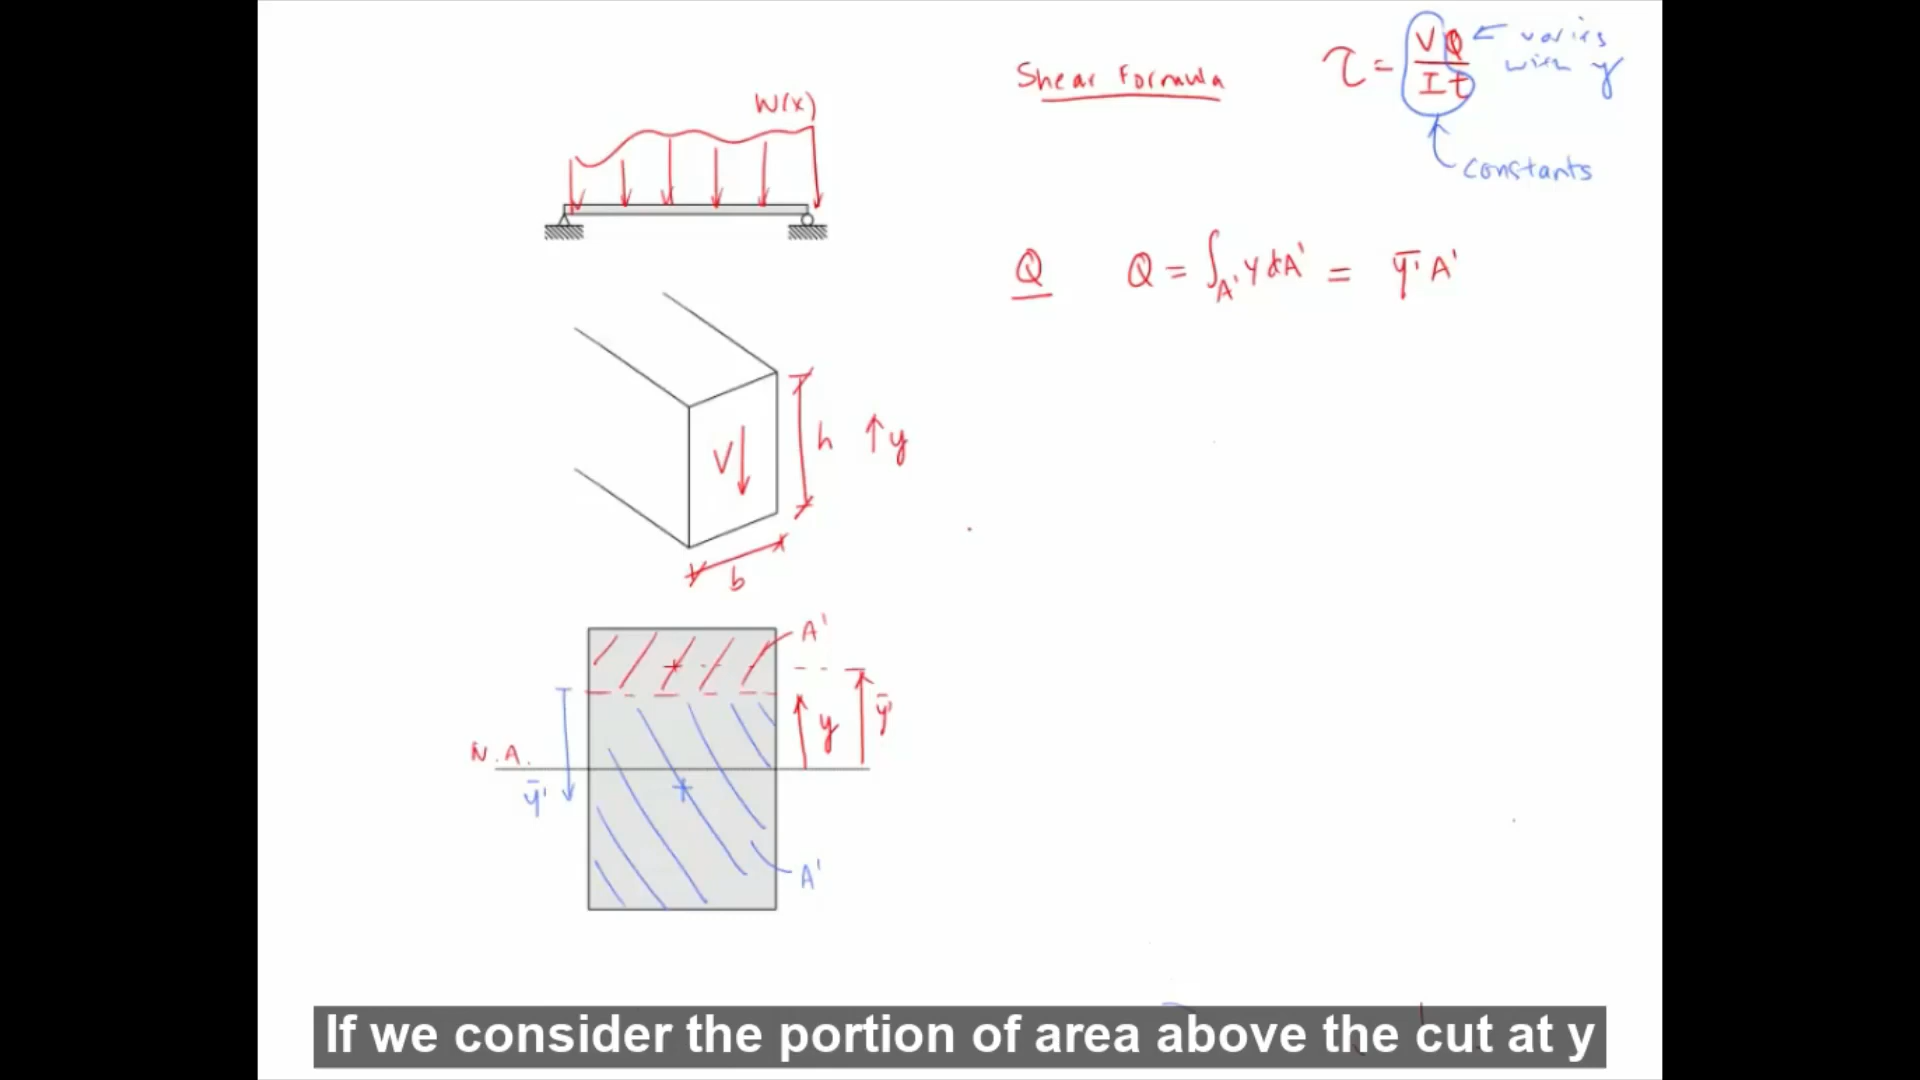 Shear Formula
τ = VQ / It
varies
with y
constants
W(x)
Q Q = ∫A' y dA' = ȳ' A'
V
h
↑ y
b
A'
y
ȳ'
N.A.
ȳ'
A'
If we consider the portion of area above the cut at y